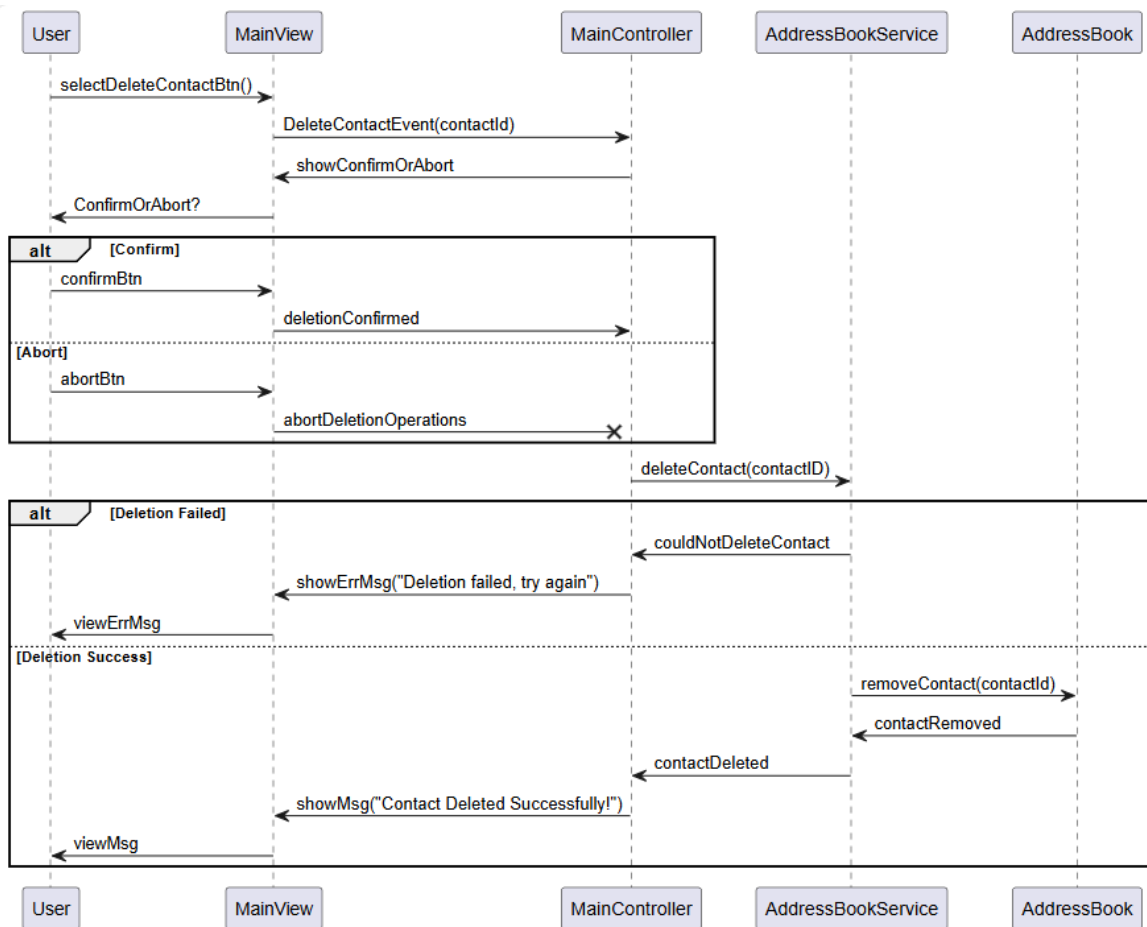 User MainView MainController AddressBookService AddressBook
selectDeleteContactBtn()
DeleteContactEvent(contactId)
showConfirmOrAbort
ConfirmOrAbort?
alt [Confirm]
confirmBtn
deletionConfirmed
[Abort]
abortBtn
abortDeletionOperations
deleteContact(contactID)
alt [Deletion Failed]
couldNotDeleteContact
showErrMsg("Deletion failed, try again")
viewErrMsg
[Deletion Success]
removeContact(contactId)
contactRemoved
contactDeleted
showMsg("Contact Deleted Successfully!")
viewMsg
User MainView MainController AddressBookService AddressBook